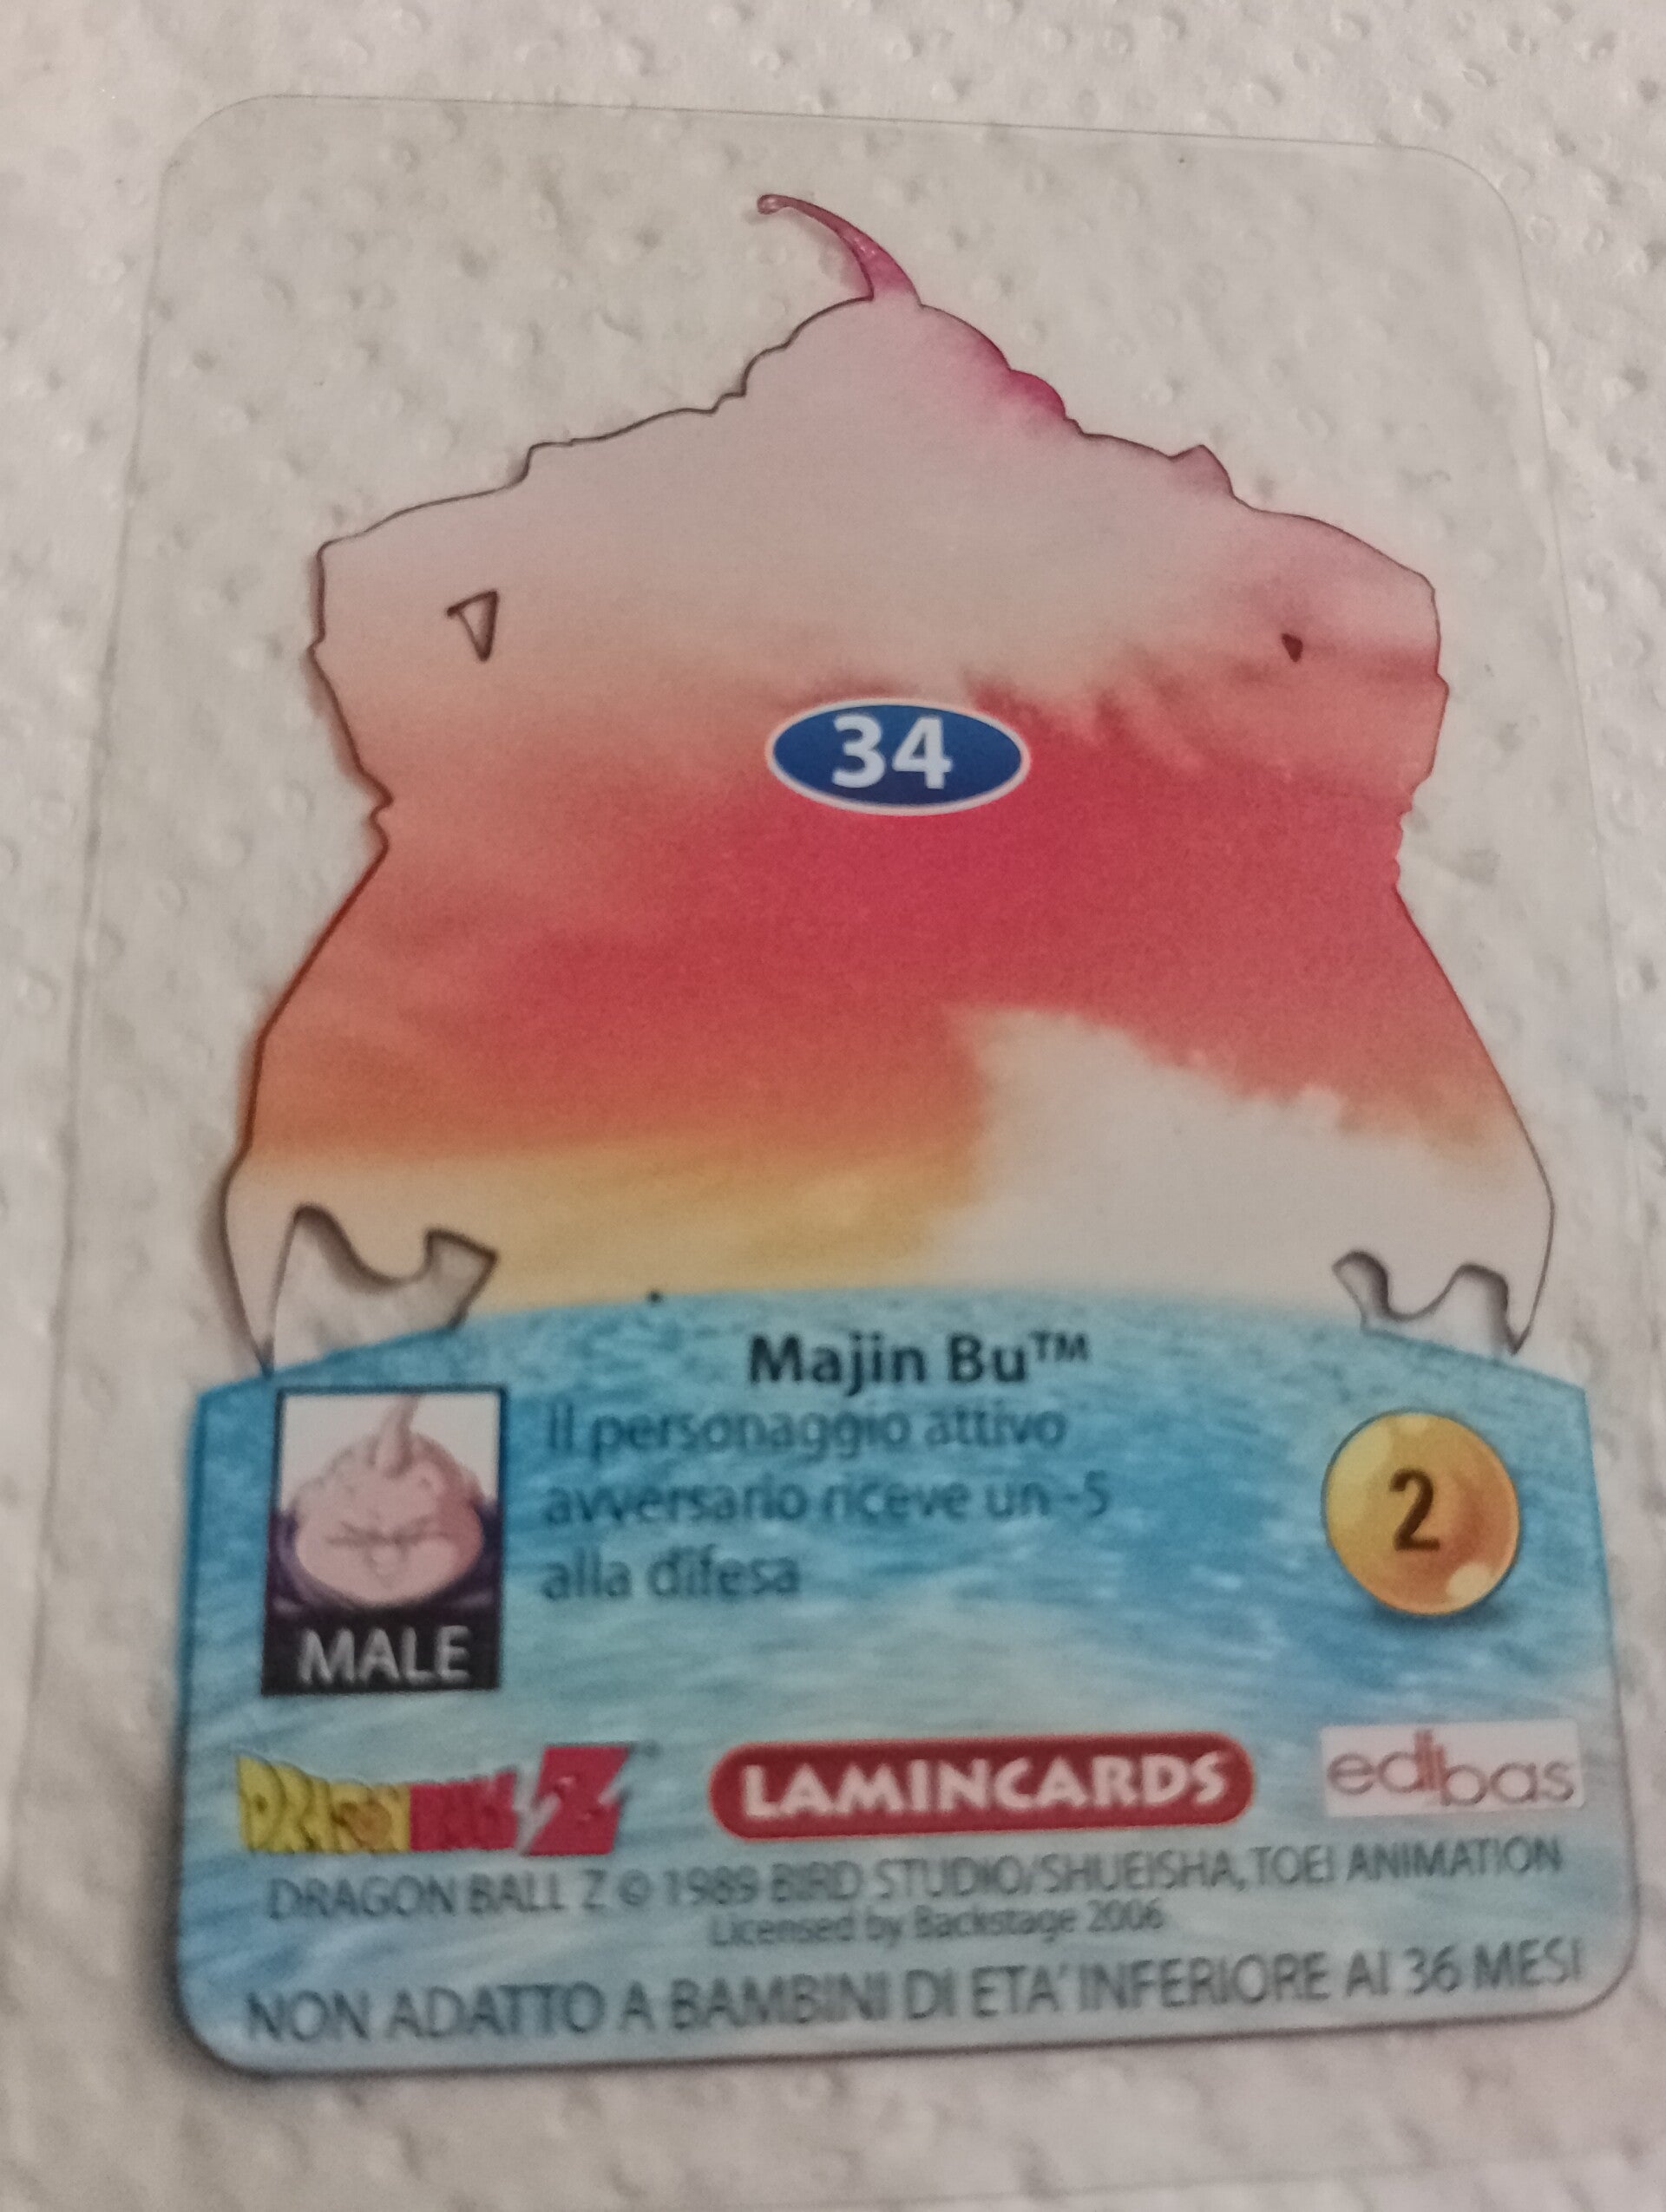 34
Majin Bu™
Il personaggio attivo
avversario riceve un -5
alla difesa
2
MALE
DRAGON BALL Z
LAMINCARDS
edibas
DRAGON BALL Z © 1989 BIRD STUDIO/SHUEISHA, TOEI ANIMATION
Licensed by Backstage 2006
NON ADATTO A BAMBINI DI ETA' INFERIORE AI 36 MESI